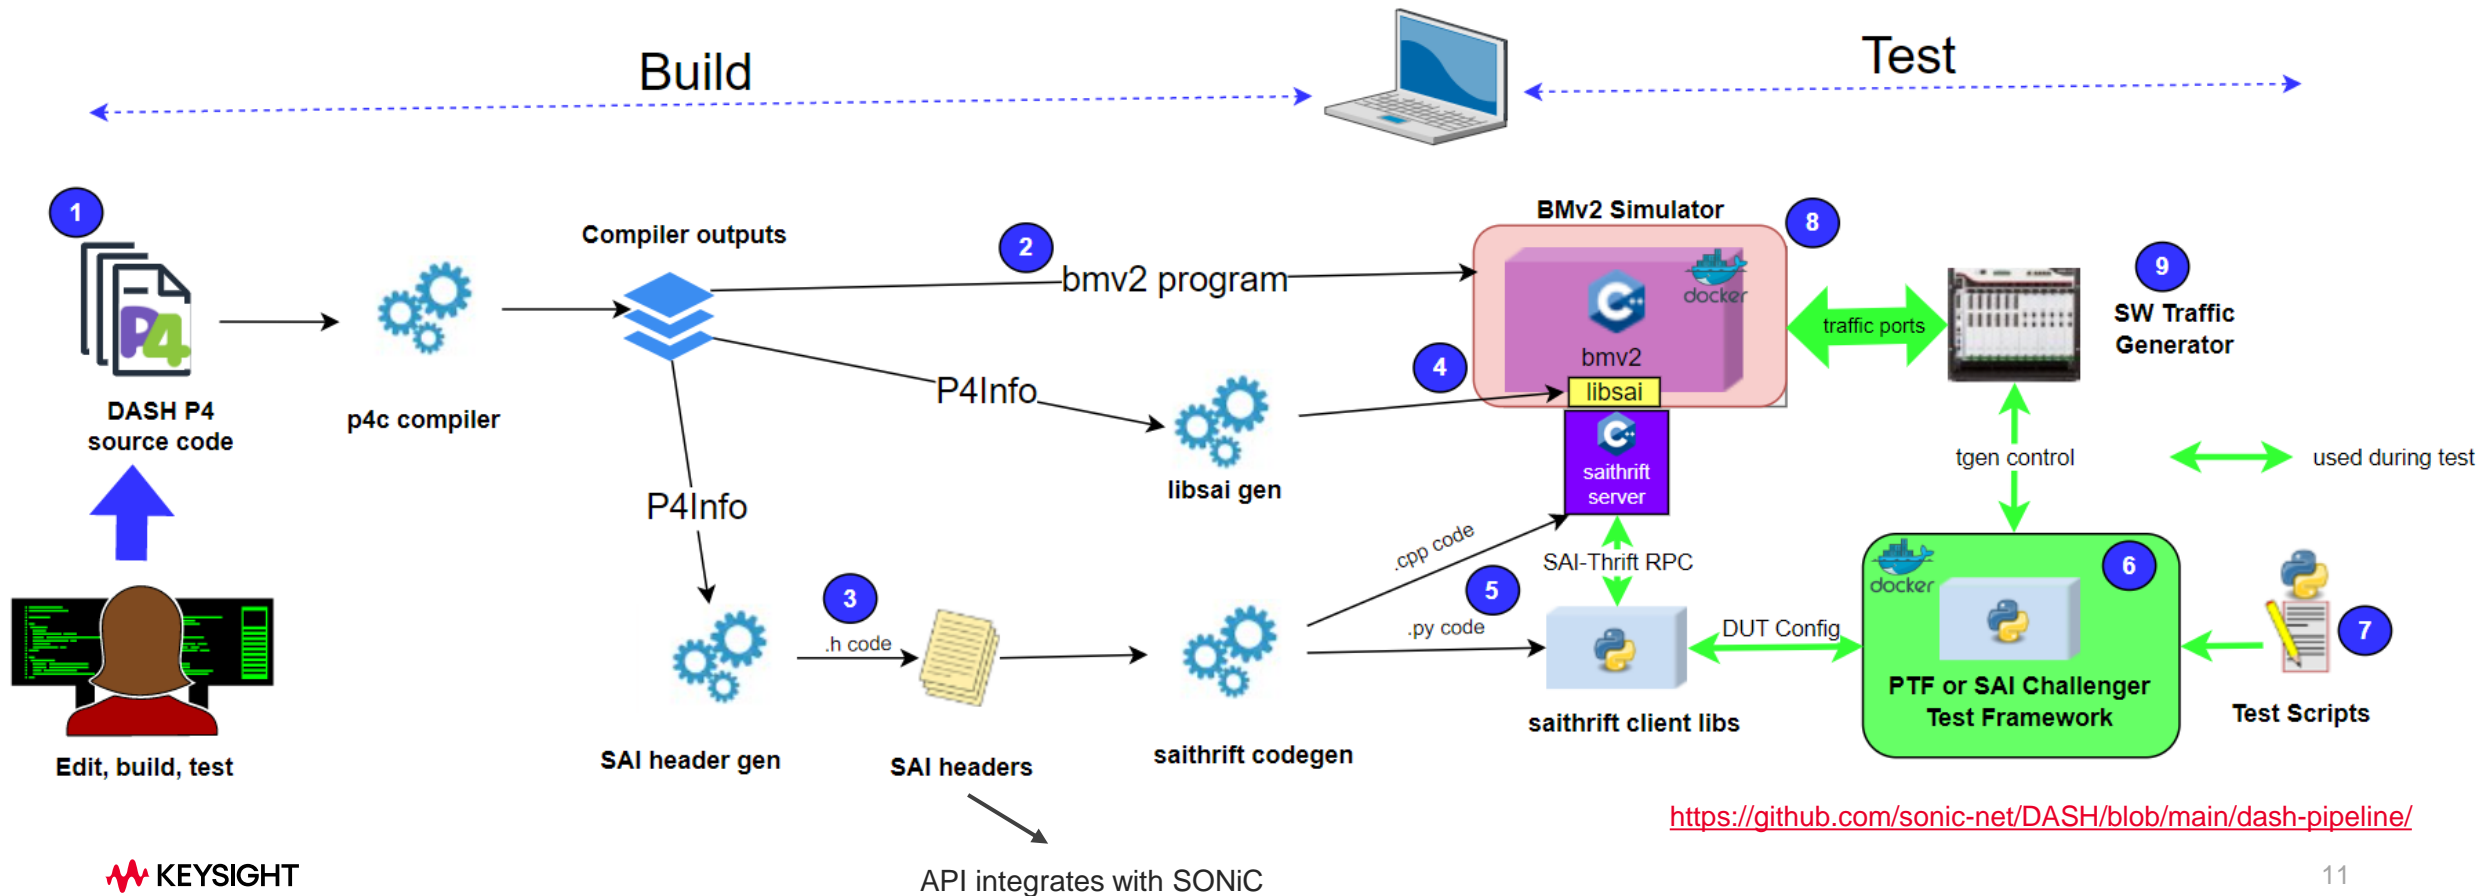 Build
Test
1
Compiler outputs
2
bmv2 program
BMv2 Simulator
8
docker
bmv2
libsai
4
traffic ports
9
SW Traffic
Generator
P4
DASH P4
source code
p4c compiler
P4Info
libsai gen
saithrift
server
tgen control
used during test
P4Info
.cpp code
SAI-Thrift RPC
3
.h code
5
.py code
DUT Config
docker
6
PTF or SAI Challenger
Test Framework
7
Test Scripts
Edit, build, test
SAI header gen
SAI headers
saithrift codegen
saithrift client libs
https://github.com/sonic-net/DASH/blob/main/dash-pipeline/
KEYSIGHT
API integrates with SONiC
11